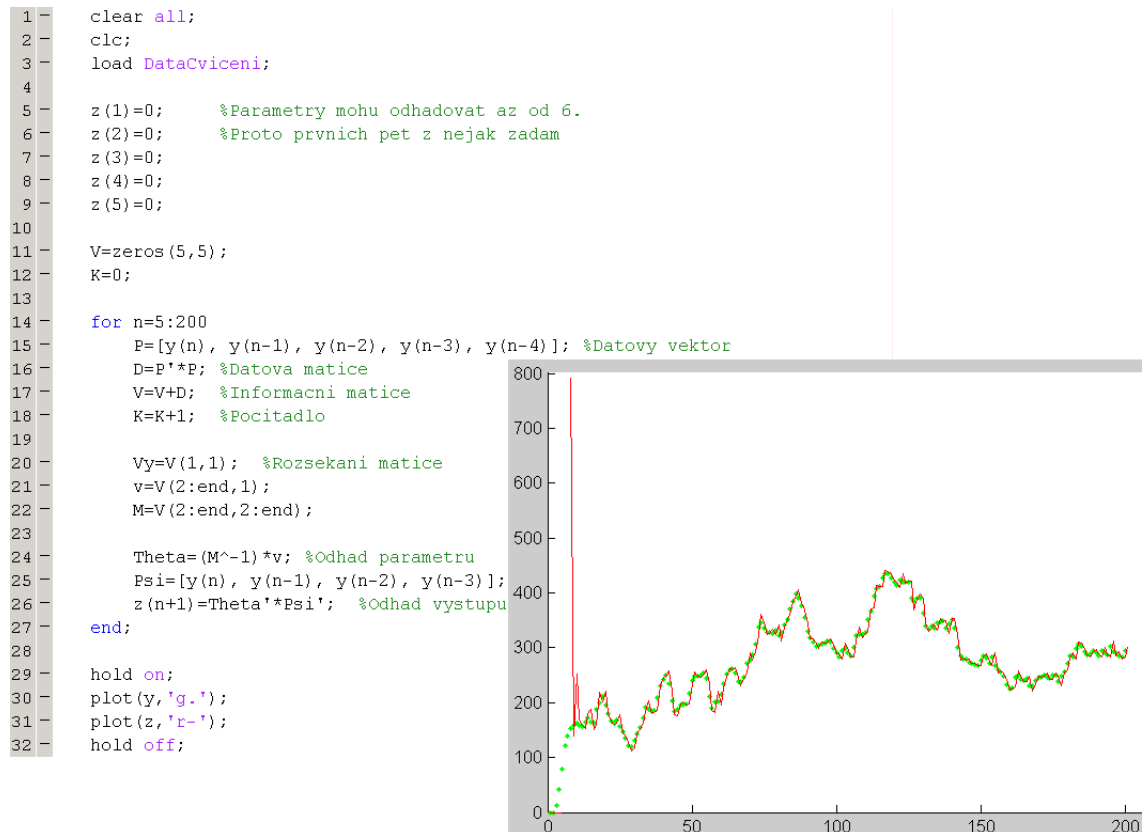 1 - clear all;
2 - clc;
3 - load DataCviceni;
4
5 - z(1)=0; %Parametry mohu odhadovat az od 6.
6 - z(2)=0; %Proto prvnich pet z nejak zadam
7 - z(3)=0;
8 - z(4)=0;
9 - z(5)=0;
10
11 - V=zeros(5,5);
12 - K=0;
13
14 - for n=5:200
15 - P=[y(n), y(n-1), y(n-2), y(n-3), y(n-4)]; %Datovy vektor
16 - D=P'*P; %Datova matice
17 - V=V+D; %Informacni matice
18 - K=K+1; %Pocitadlo
19
20 - Vy=V(1,1); %Rozsekani matice
21 - v=V(2:end,1);
22 - M=V(2:end,2:end);
23
24 - Theta=(M^-1)*v; %Odhad parametru
25 - Psi=[y(n), y(n-1), y(n-2), y(n-3)];
26 - z(n+1)=Theta'*Psi'; %Odhad vystupu
27 - end;
28
29 - hold on;
30 - plot(y,'g.');
31 - plot(z,'r-');
32 - hold off;
800
700
600
500
400
300
200
100
0
0 50 100 150 200